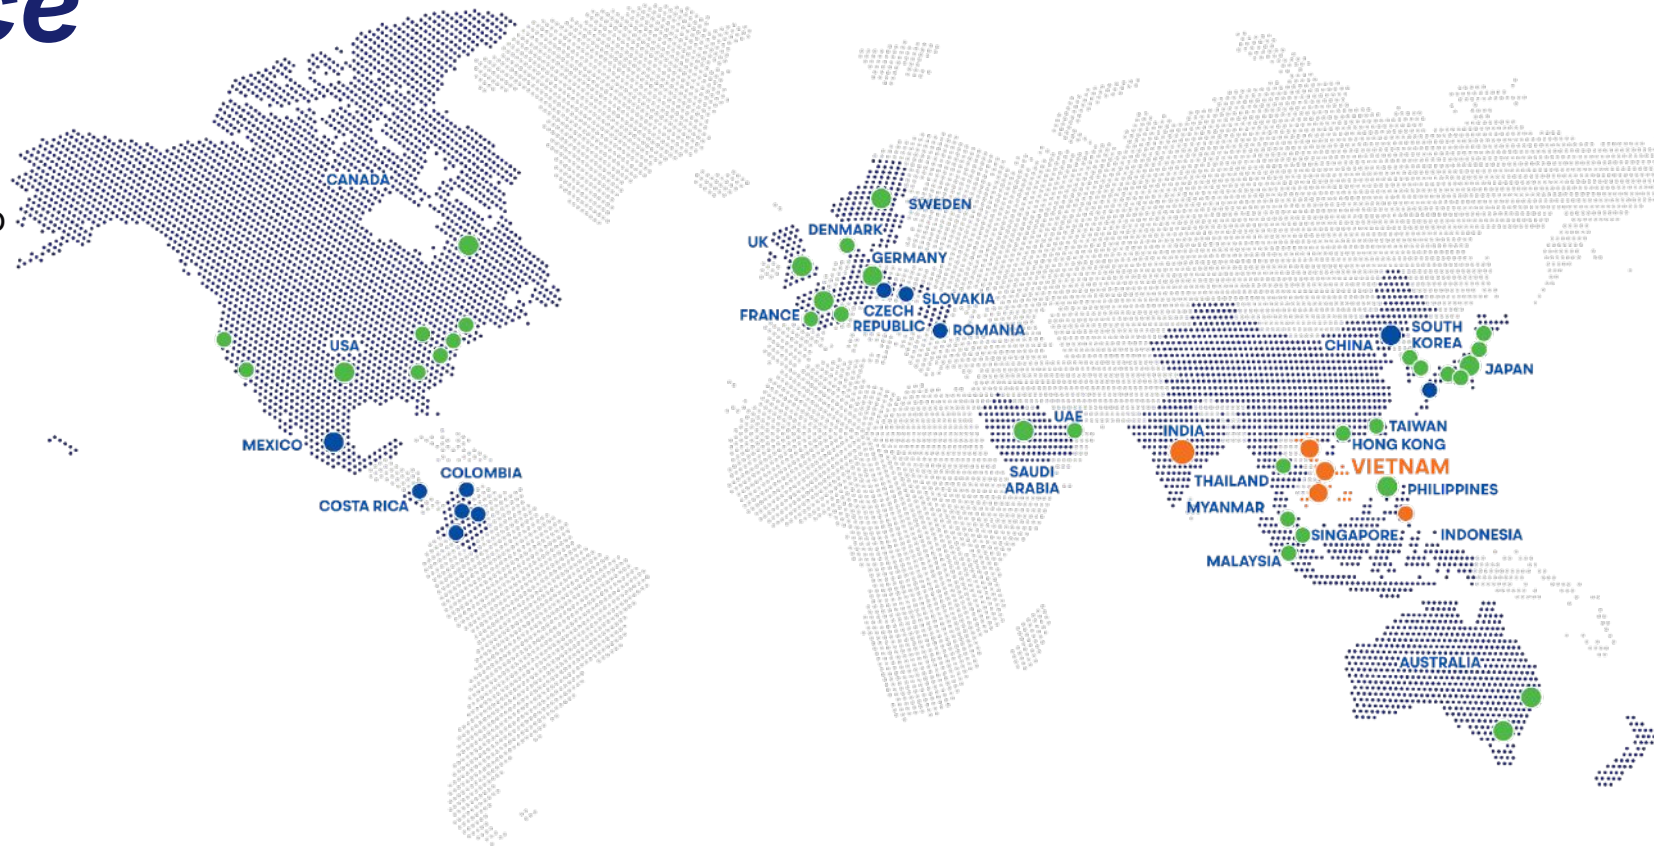 ce
CANADA
SWEDEN
DENMARK
UK
GERMANY
SLOVAKIA
FRANCE
CZECH
REPUBLIC
ROMANIA
USA
SOUTH
KOREA
CHINA
JAPAN
MEXICO
UAE
INDIA
TAIWAN
HONG KONG
VIETNAM
COLOMBIA
SAUDI
ARABIA
THAILAND
PHILIPPINES
COSTA RICA
MYANMAR
SINGAPORE
INDONESIA
MALAYSIA
AUSTRALIA